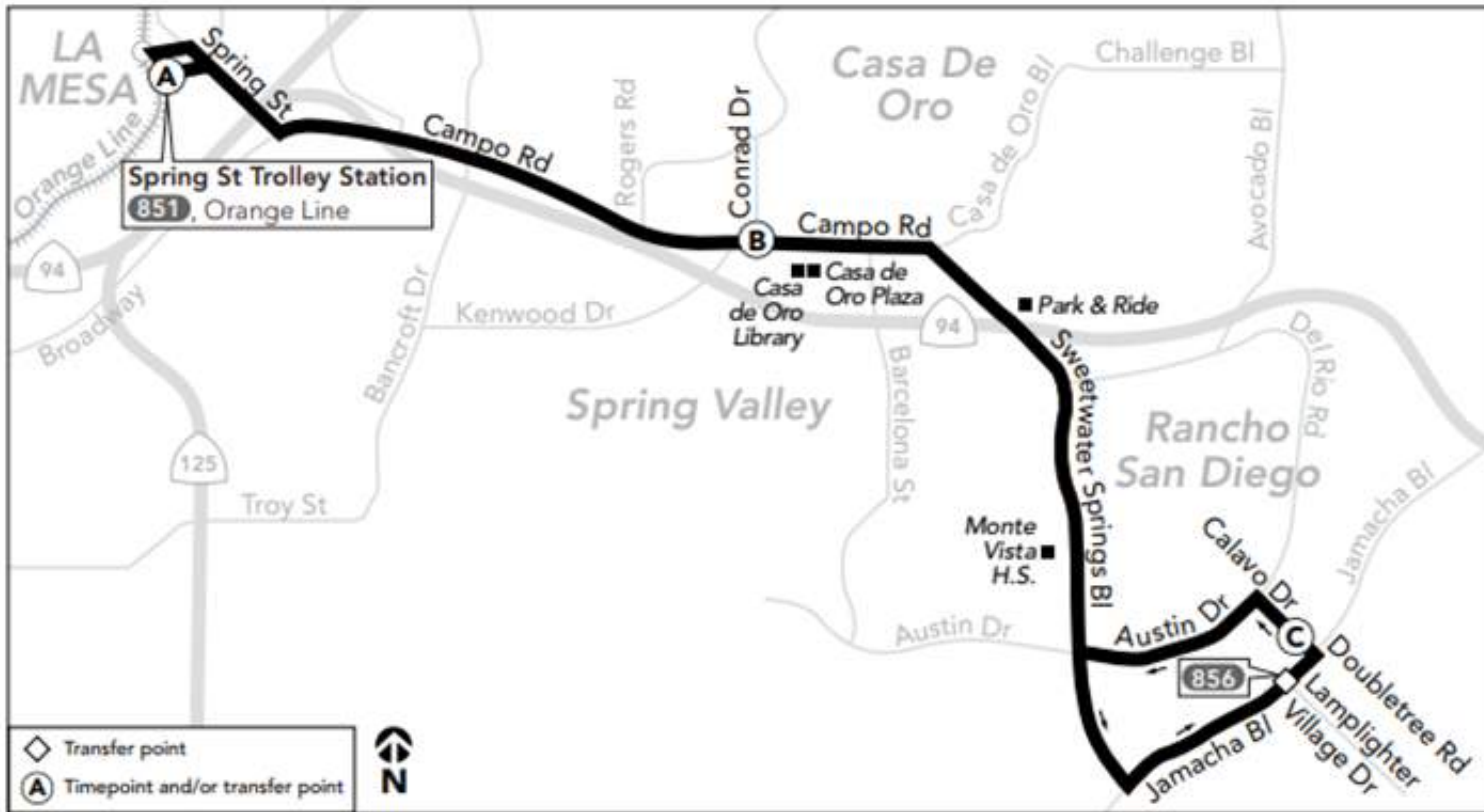 LA
MESA
A
Spring St
Orange Line
Spring St Trolley Station
851, Orange Line
94
Broadway
125
Campo Rd
Bancroft Dr
Kenwood Dr
Troy St
Rogers Rd
Conrad Dr
B
Campo Rd
Casa De
Oro
Challenge Bl
Casa de Oro Bl
Avocado Bl
Casa
de Oro
Library
Casa de
Oro Plaza
94
Park & Ride
Spring Valley
Barcelona St
Sweetwater Springs Bl
Del Rio Rd
Rancho
San Diego
Jamacha Bl
Monte
Vista
H.S.
Calavo Dr
Austin Dr
Austin Dr
C
856
Doubletree Rd
Lamplighter
Village Dr
Jamacha Bl
Transfer point
A Timepoint and/or transfer point
N